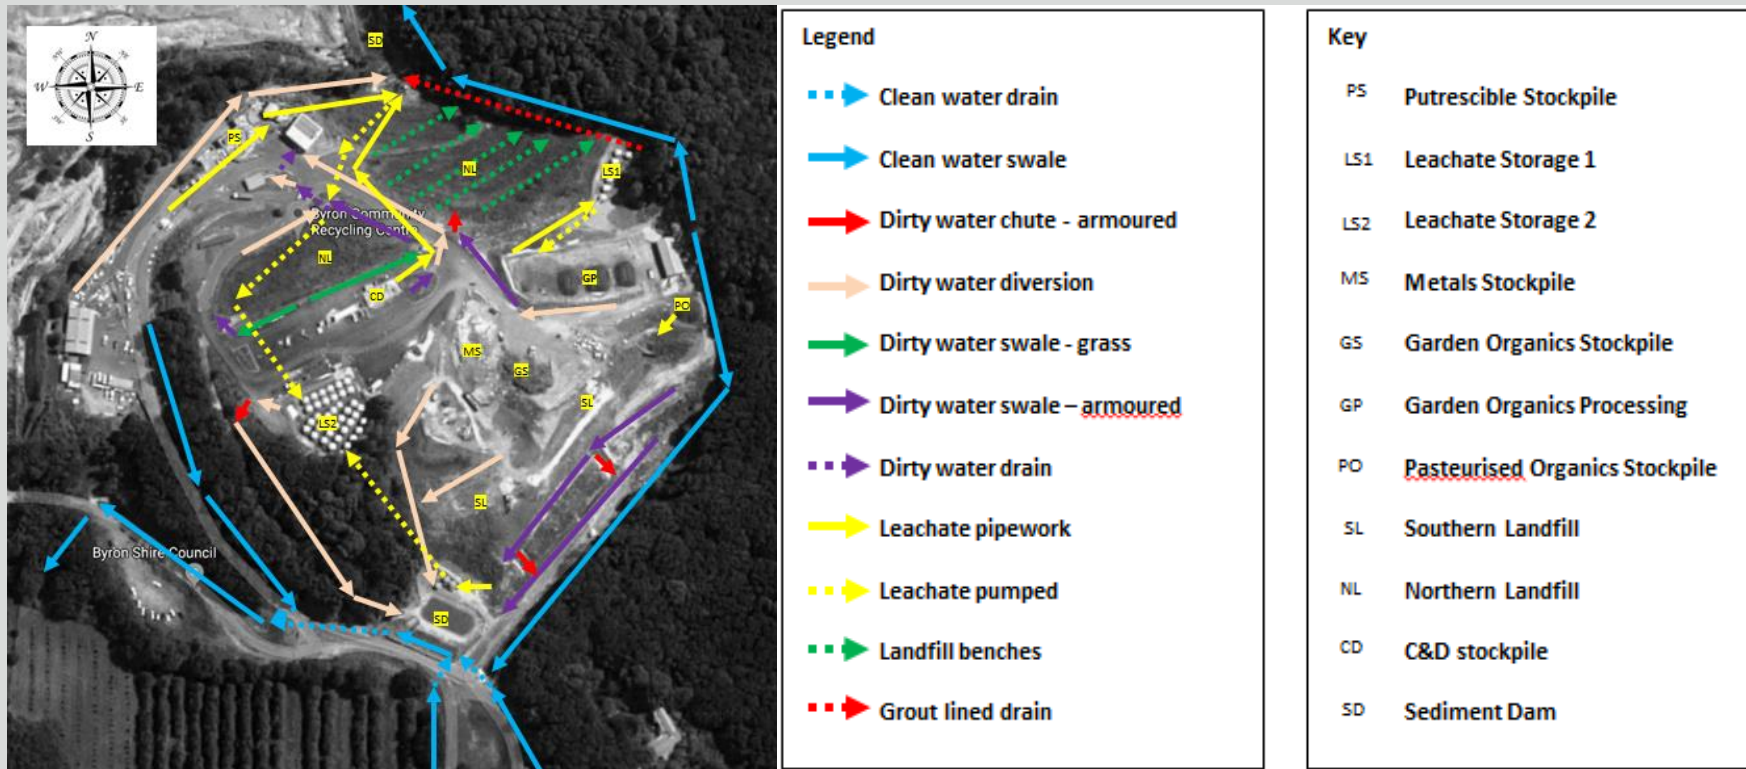 N
W
E
S
SD
PS
NL
LS1
Byron Community
Recycling Centre
NL
GP
CD
PO
MS
GS
SL
LS2
SL
Byron Shire Council
SD
Legend
Clean water drain
Clean water swale
Dirty water chute - armoured
Dirty water diversion
Dirty water swale - grass
Dirty water swale – armoured
Dirty water drain
Leachate pipework
Leachate pumped
Landfill benches
Grout lined drain
Key
PS Putrescible Stockpile
LS1 Leachate Storage 1
LS2 Leachate Storage 2
MS Metals Stockpile
GS Garden Organics Stockpile
GP Garden Organics Processing
PO Pasteurised Organics Stockpile
SL Southern Landfill
NL Northern Landfill
CD C&D stockpile
SD Sediment Dam